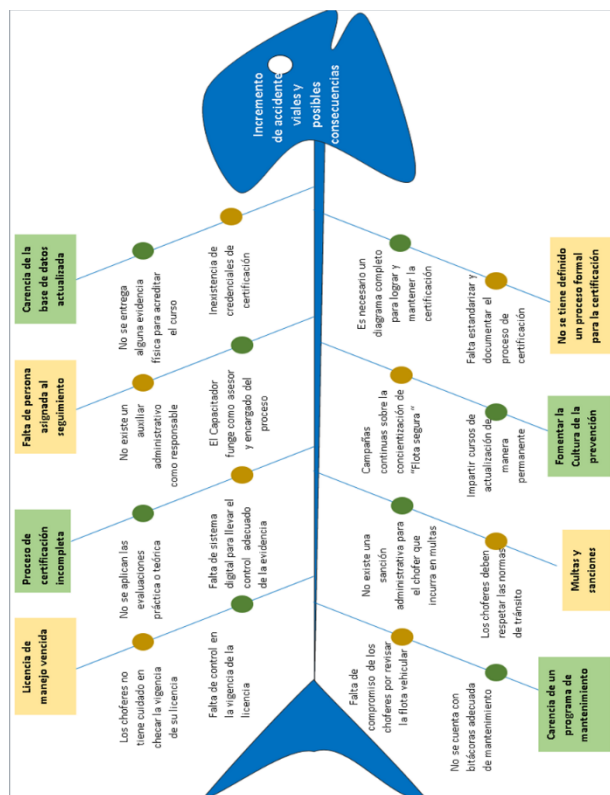 Licencia de
manejo vencida
Los choferes no
tiene cuidado en
checar la vigencia
de su licencia
Falta de control en
la vigencia de la
licencia
Proceso de
certificación
incompleta
No se aplican las
evaluaciones
práctica o teórica
Falta de sistema
digital para llevar el
control adecuado
de la evidencia
Falta de persona
asignada al
seguimiento
No existe un
auxiliar
administrativo
como responsable
El Capacitador
funge como asesor
y encargado del
proceso
Carencia de la
base de datos
actualizada
No se entrega
alguna evidencia
física para acreditar
el curso
Inexistencia de
credenciales de
certificación
Incremento
de accidente
viales y
posibles
consecuencias
Falta de
compromiso de los
choferes por revisar
la flota vehicular
No se cuenta con
bitácoras adecuada
de mantenimiento
Carencia de un
programa de
mantenimiento
No existe una
sanción
administrativa para
el chofer que
incurra en multas
Los choferes deben
respetar las normas
de tránsito
Multas y
sanciones
Campañas
continuas sobre la
concientización de
“Flota segura “
Impartir cursos de
actualización de
manera
permanente
Fomentar la
Cultura de la
prevención
Es necesario un
diagrama completo
para lograr y
mantener la
certificación
Falta estandarizar y
documentar el
proceso de
certificación
No se tiene definido
un proceso formal
para la certificación